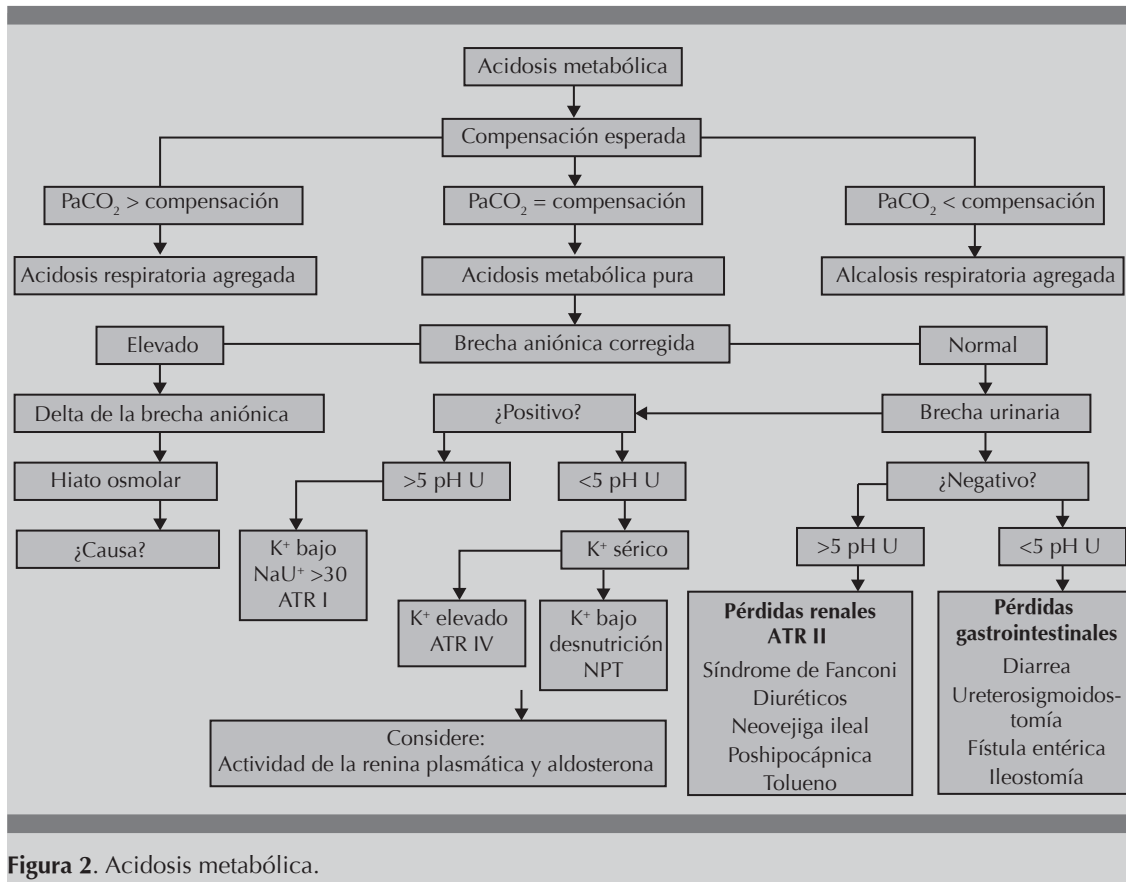 Acidosis metabólica
Compensación esperada
PaCO₂ > compensación
PaCO₂ = compensación
PaCO₂ < compensación
Acidosis respiratoria agregada
Acidosis metabólica pura
Alcalosis respiratoria agregada
Elevado
Brecha aniónica corregida
Normal
Delta de la brecha aniónica
¿Positivo?
Brecha urinaria
Hiato osmolar
>5 pH U
<5 pH U
¿Negativo?
¿Causa?
K⁺ bajo
NaU⁺ >30
ATR I
K⁺ sérico
>5 pH U
<5 pH U
K⁺ elevado
ATR IV
K⁺ bajo
desnutrición
NPT
Pérdidas renales
ATR II
Síndrome de Fanconi
Diuréticos
Neovejiga ileal
Poshipocápnica
Tolueno
Pérdidas
gastrointestinales
Diarrea
Ureterosigmoidos-
tomía
Fístula entérica
Ileostomía
Considere:
Actividad de la renina plasmática y aldosterona
Figura 2. Acidosis metabólica.